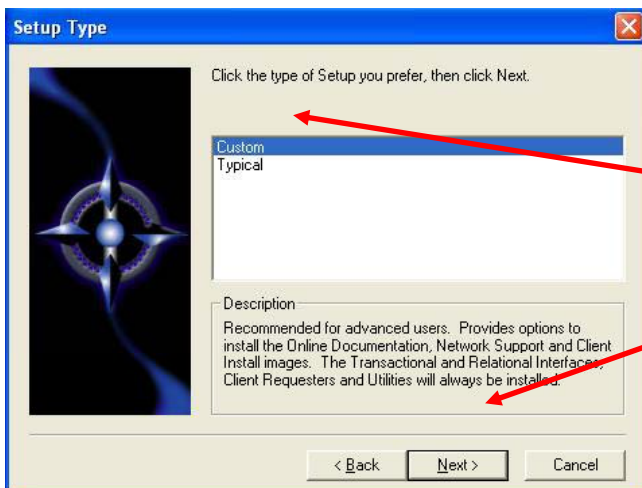 Setup Type
Click the type of Setup you prefer, then click Next.
Custom
Typical
Description
Recommended for advanced users. Provides options to
install the Online Documentation, Network Support and Client
Install images. The Transactional and Relational Interfaces,
Client Requesters and Utilities will always be installed.
< Back
Next >
Cancel